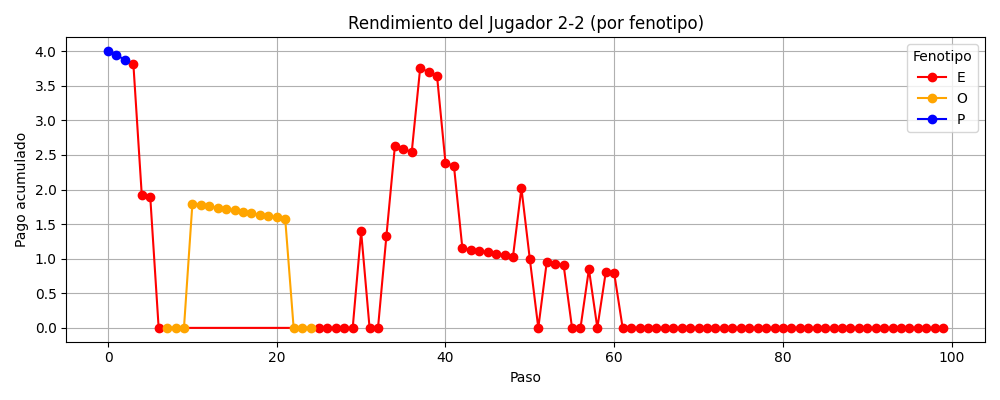 Rendimiento del Jugador 2-2 (por fenotipo)
Pago acumulado
4.0
3.5
3.0
2.5
2.0
1.5
1.0
0.5
0.0
Fenotipo
E
O
P
0 20 40 60 80 100
Paso